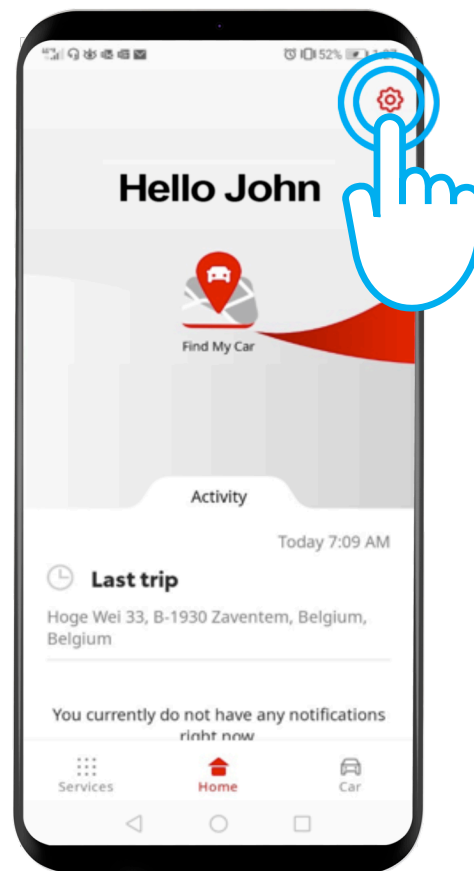 52%
Hello John
Find My Car
Activity
Today 7:09 AM
Last trip
Hoge Wei 33, B-1930 Zaventem, Belgium,
Belgium
You currently do not have any notifications
right now
Services Home Car